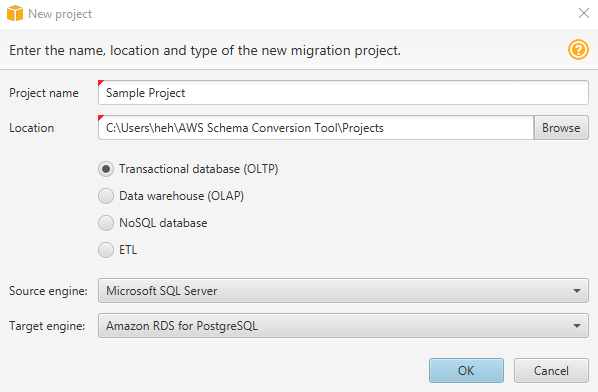 New project
Enter the name, location and type of the new migration project.
?
Project name Sample Project
Location C:\Users\heh\AWS Schema Conversion Tool\Projects Browse
Transactional database (OLTP)
Data warehouse (OLAP)
NoSQL database
ETL
Source engine: Microsoft SQL Server
Target engine: Amazon RDS for PostgreSQL
OK Cancel